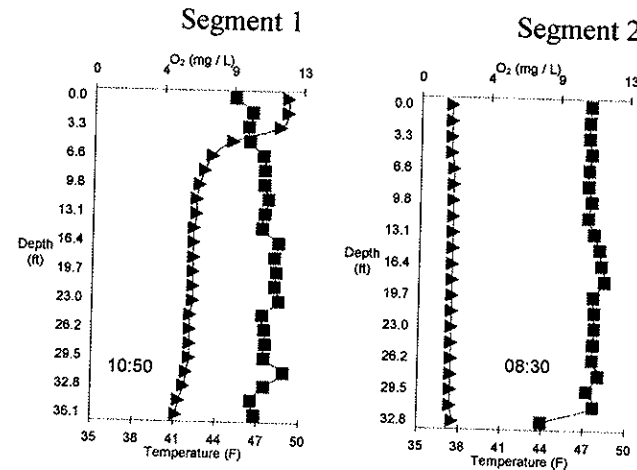 Segment 1
O₂ (mg / L)
0 4 9 13
0.0
3.3
6.6
9.8
13.1
16.4
19.7
23.0
26.2
29.5
32.8
36.1
Depth
(ft)
10:50
35 38 41 44 47 50
Temperature (F)
Segment 2
O₂ (mg / L)
0 4 9 13
0.0
3.3
6.6
9.8
13.1
16.4
19.7
23.0
26.2
29.5
32.8
Depth
(ft)
08:30
35 38 41 44 47 50
Temperature (F)